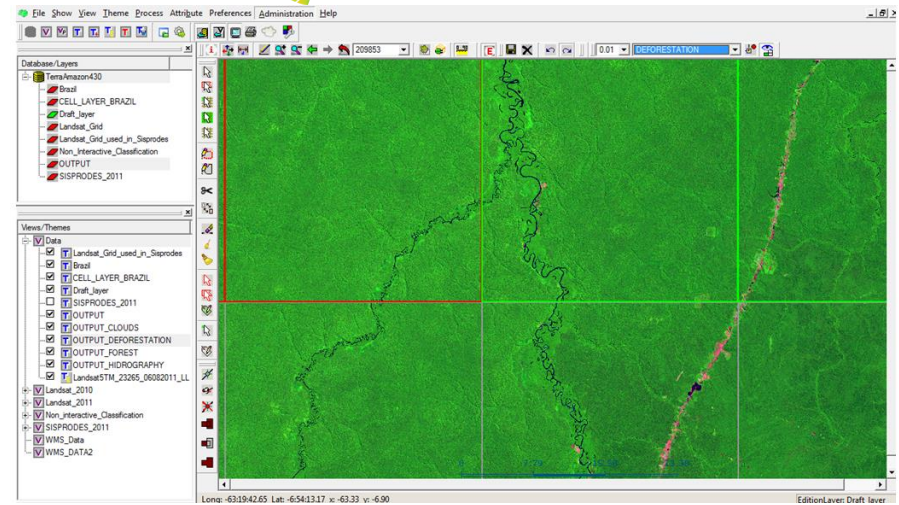 File Show View Theme Process Attribute Preferences Administration Help
209853
0.01
DEFORESTATION
Database/Layers
TerraAmazon430
Brazil
CELL_LAYER_BRAZIL
Draft_layer
Landsat_Grid
Landsat_Grid_used_in_Sisprodes
Non_Interactive_Classification
OUTPUT
SISPRODES_2011
Views/Themes
Data
Landsat_Grid_used_in_Sisprodes
Brazil
CELL_LAYER_BRAZIL
Draft_layer
SISPRODES_2011
OUTPUT
OUTPUT_CLOUDS
OUTPUT_DEFORESTATION
OUTPUT_FOREST
OUTPUT_HIDROGRAPHY
Landsat5TM_23265_06082011_LL
Landsat_2010
Landsat_2011
Non_interactive_Classification
SISPRODES_2011
WMS_Data
WMS_DATA2
Long: -63:19:42.65 Lat: -6:54:13.17 x: -63.33 y: -6.90
EditionLayer: Draft_layer